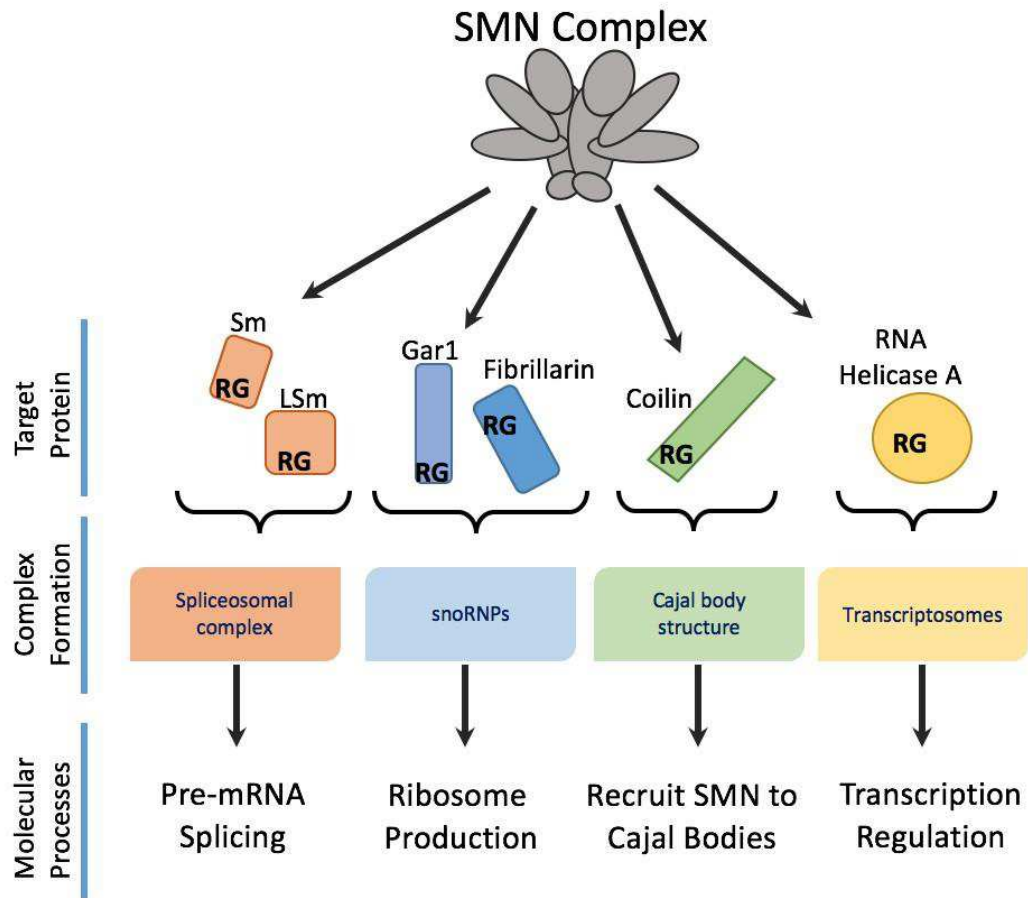 SMN Complex
Target
Protein
Sm
RG
LSm
RG
Gar1
RG
Fibrillarin
RG
Coilin
RG
RNA
Helicase A
RG
Complex
Formation
Spliceosomal
complex
snoRNPs
Cajal body
structure
Transcriptosomes
Molecular
Processes
Pre-mRNA
Splicing
Ribosome
Production
Recruit SMN to
Cajal Bodies
Transcription
Regulation